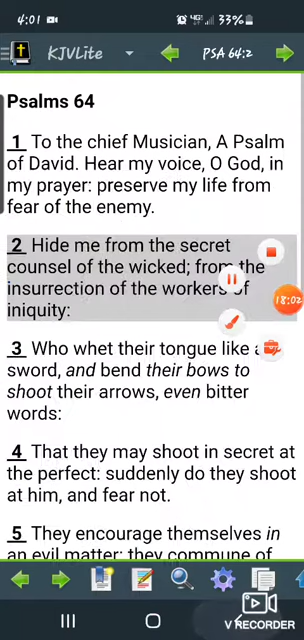 4:01 4G 33%
KJVLite PSA 64:2
Psalms 64
1 To the chief Musician, A Psalm
of David. Hear my voice, O God, in
my prayer: preserve my life from
fear of the enemy.
2 Hide me from the secret
counsel of the wicked; from the
insurrection of the workers of
iniquity:
18:02
3 Who whet their tongue like a
sword, and bend their bows to
shoot their arrows, even bitter
words:
4 That they may shoot in secret at
the perfect: suddenly do they shoot
at him, and fear not.
5 They encourage themselves in
an evil matter: they commune of
V RECORDER